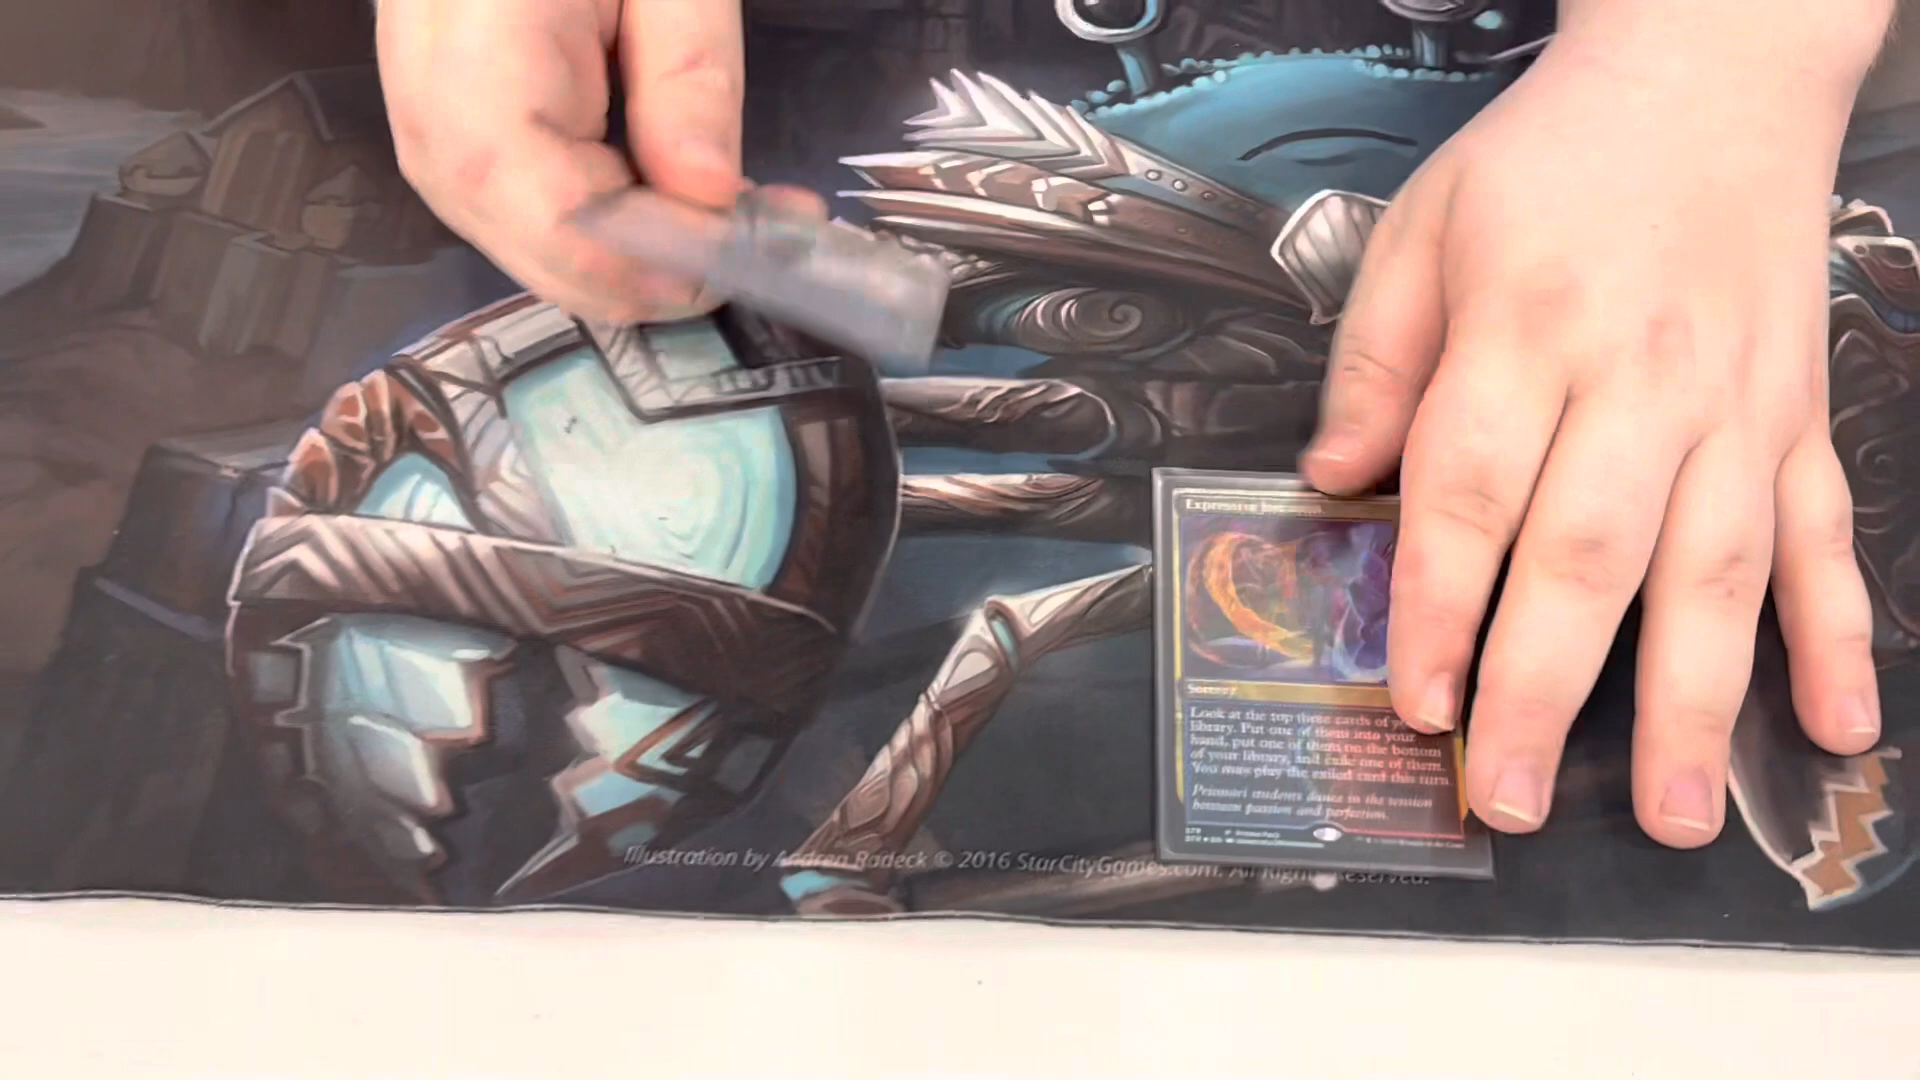 Expressive
Sorcery
Look at the top three cards of
library. Put one of them into your
hand, put one of them on the bottom
of your library, and exile one of them.
You may play the exiled card this turn.
Prismari students dance in the tension
between passion and perfection.
Illustration by Andrea Radeck © 2016 StarCityGames.com. All Rights Reserved.